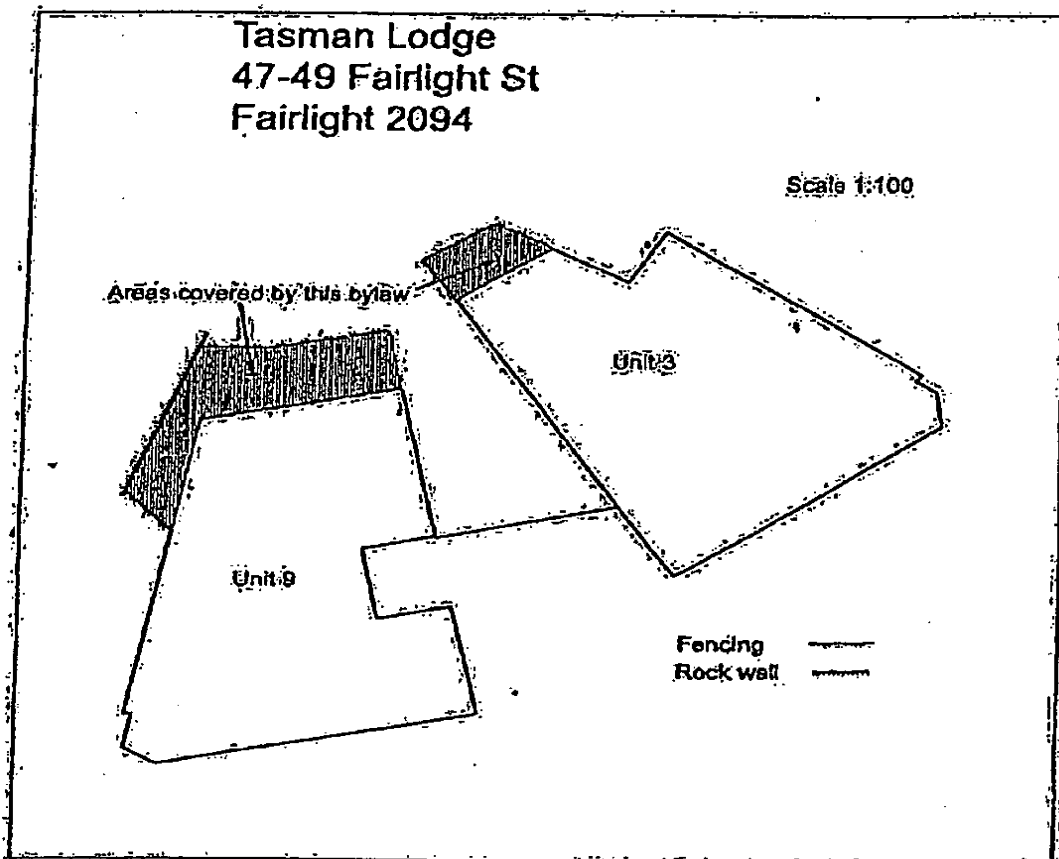 Tasman Lodge
47-49 Fairlight St
Fairlight 2094
Scale 1:100
Areas covered by this bylaw
Unit 3
Unit 9
Fencing
Rock wall